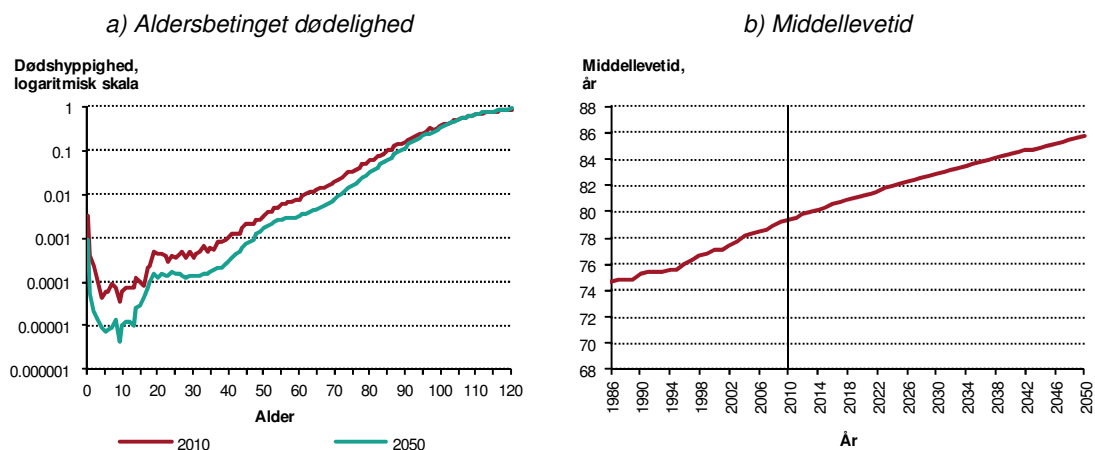 a) Aldersbetinget dødelighed
Dødshyppighed,
logaritmisk skala
1
0.1
0.01
0.001
0.0001
0.00001
0.000001
0 10 20 30 40 50 60 70 80 90 100 110 120
Alder
2010 2050
b) Middellevetid
Middellevetid,
år
88
86
84
82
80
78
76
74
72
70
68
1986 1990 1994 1998 2002 2006 2010 2014 2018 2022 2026 2030 2034 2038 2042 2046 2050
År